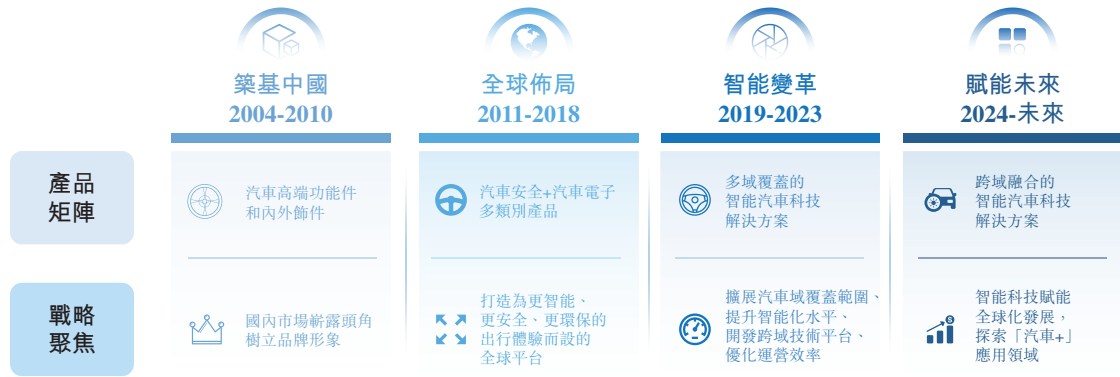 築基中國
2004-2010
全球佈局
2011-2018
智能變革
2019-2023
賦能未來
2024-未來
產品
矩陣
汽車高端功能件
和內外飾件
汽車安全+汽車電子
多類別產品
多域覆蓋的
智能汽車科技
解決方案
跨域融合的
智能汽車科技
解決方案
戰略
聚焦
國內市場嶄露頭角
樹立品牌形象
打造為更智能、
更安全、更環保的
出行體驗而設的
全球平台
擴展汽車域覆蓋範圍、
提升智能化水平、
開發跨域技術平台、
優化運營效率
$
智能科技賦能
全球化發展，
探索「汽車+」
應用領域